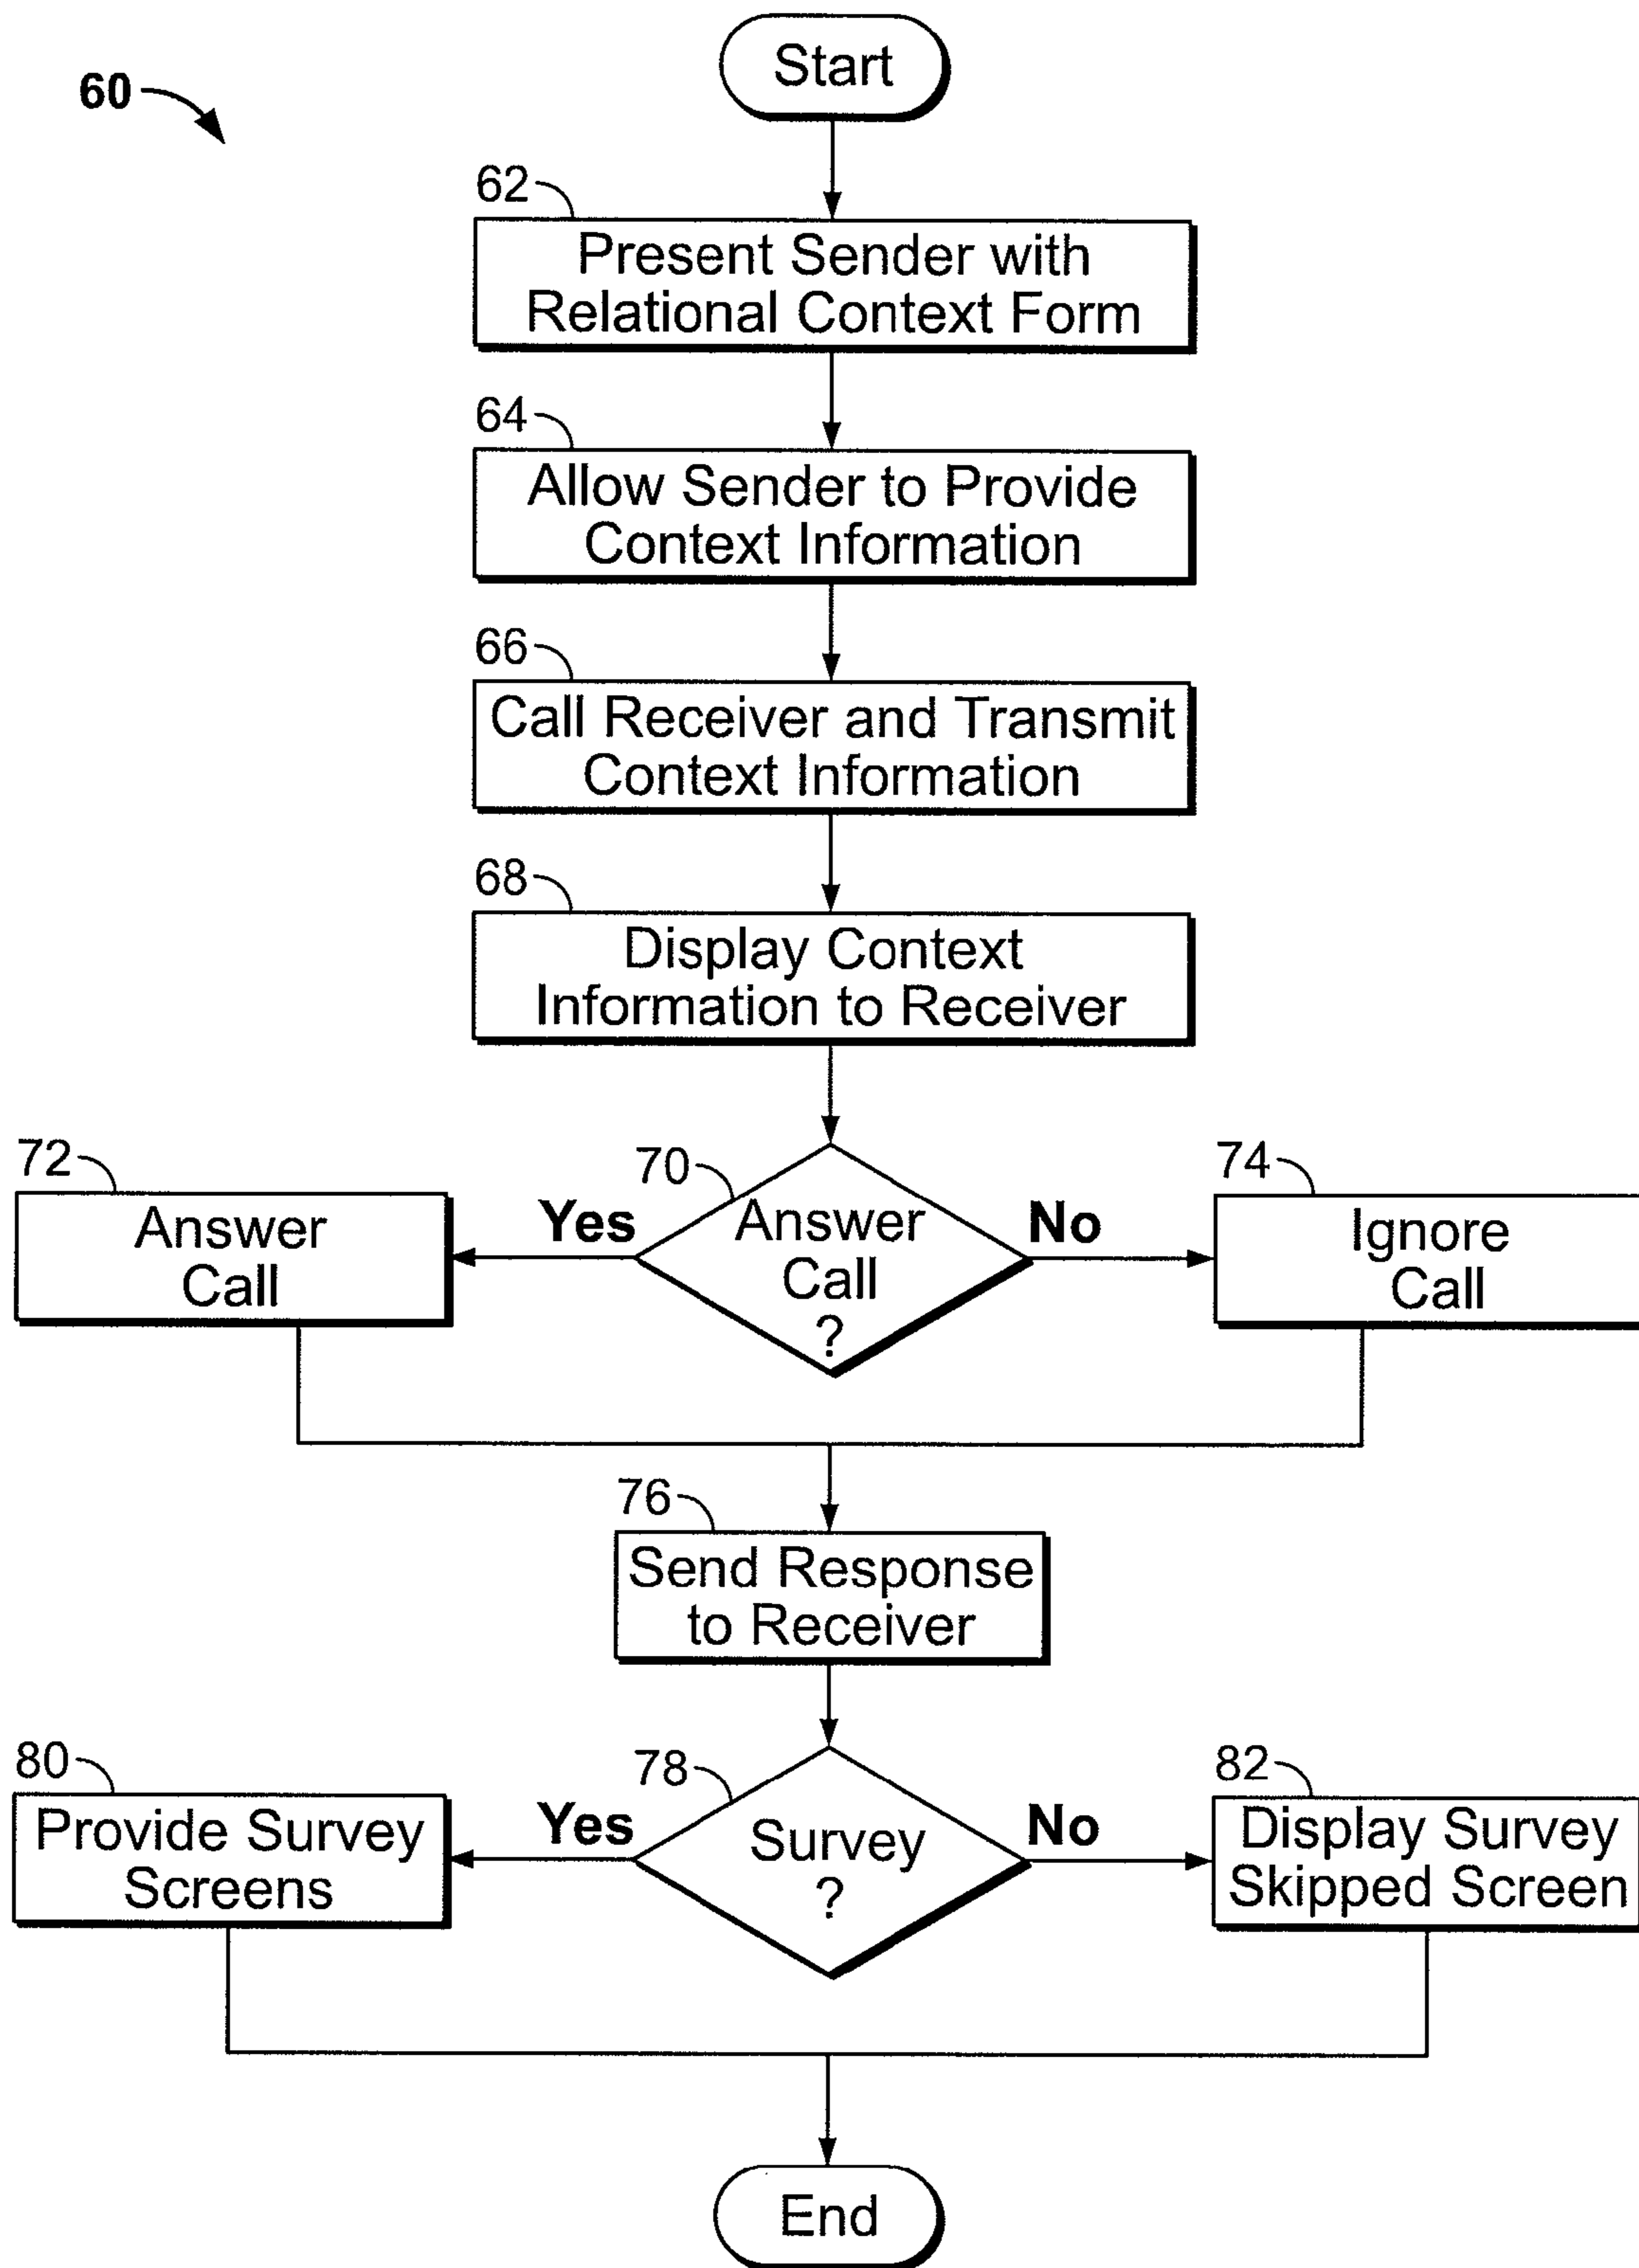 Start
60
62
Present Sender with
Relational Context Form
64
Allow Sender to Provide
Context Information
66
Call Receiver and Transmit
Context Information
68
Display Context
Information to Receiver
72
Answer
Call
Yes
70
Answer
Call
?
No
74
Ignore
Call
76
Send Response
to Receiver
80
Provide Survey
Screens
Yes
78
Survey
?
No
82
Display Survey
Skipped Screen
End